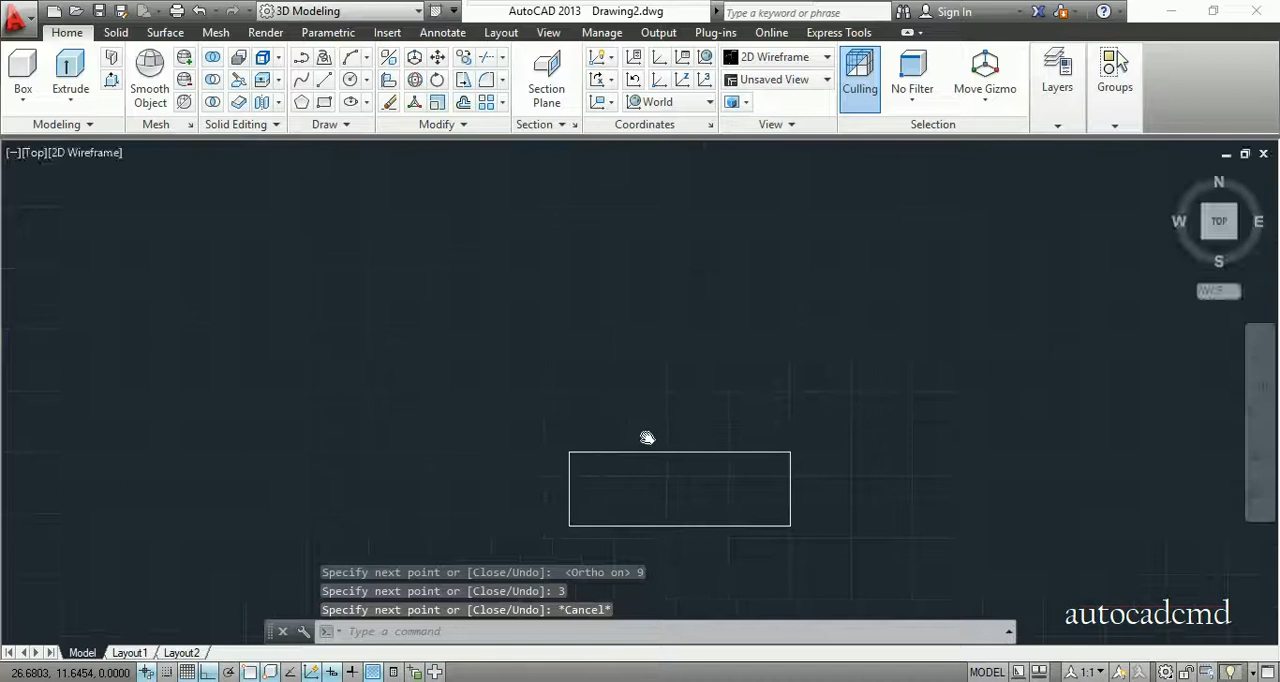 3D Modeling
AutoCAD 2013 Drawing2.dwg
Type a keyword or phrase
Sign In
Home Solid Surface Mesh Render Parametric Insert Annotate Layout View Manage Output Plug-ins Online Express Tools
2D Wireframe
Unsaved View
World
Box
Extrude
Smooth
Object
Section
Plane
Culling
No Filter
Move Gizmo
Layers
Groups
Modeling
Mesh
Solid Editing
Draw
Modify
Section
Coordinates
View
Selection
[−][Top][2D Wireframe]
N
W
TOP
E
S
Specify next point or [Close/Undo]: <Ortho on> 9
Specify next point or [Close/Undo]: 3
Specify next point or [Close/Undo]: *Cancel*
Type a command
autocadcmd
Model Layout1 Layout2
26.6803, 11.6454, 0.0000
MODEL
1:1